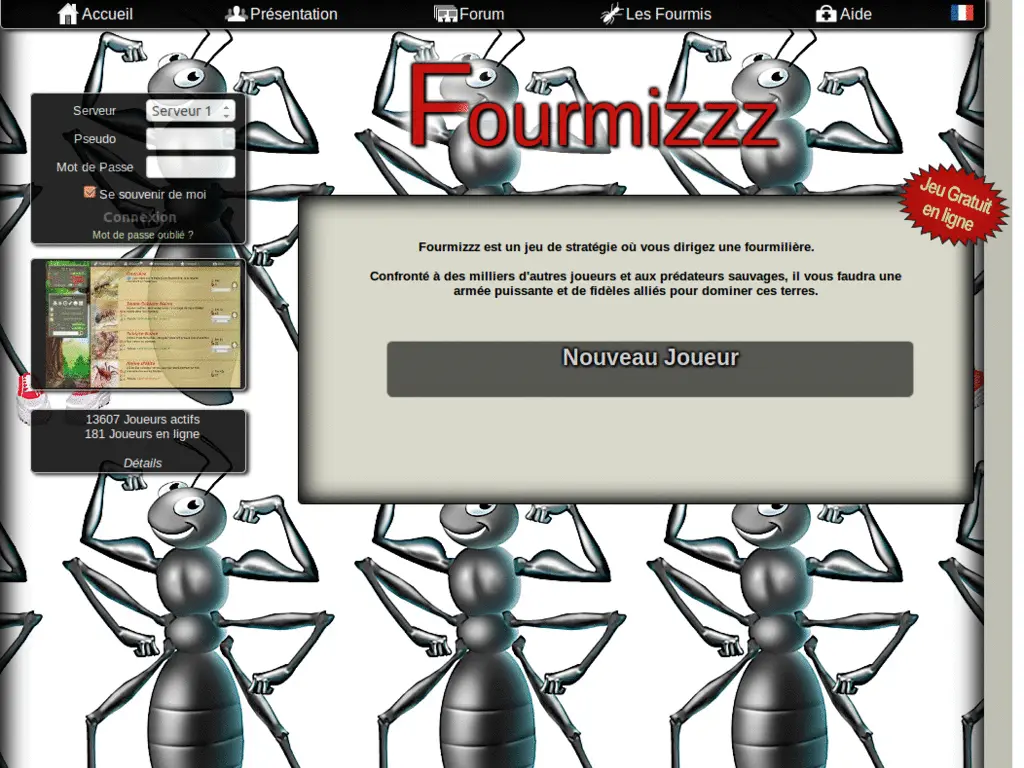 Accueil
Présentation
Forum
Les Fourmis
Aide
Fourmizzz
Serveur
Serveur 1
Pseudo
Mot de Passe
Se souvenir de moi
Connexion
Mot de passe oublié ?
Jeu Gratuit
en ligne
Fourmizzz est un jeu de stratégie où vous dirigez une fourmilière.
Confronté à des milliers d'autres joueurs et aux prédateurs sauvages, il vous faudra une
armée puissante et de fidèles alliés pour dominer ces terres.
Nouveau Joueur
13607 Joueurs actifs
181 Joueurs en ligne
Détails